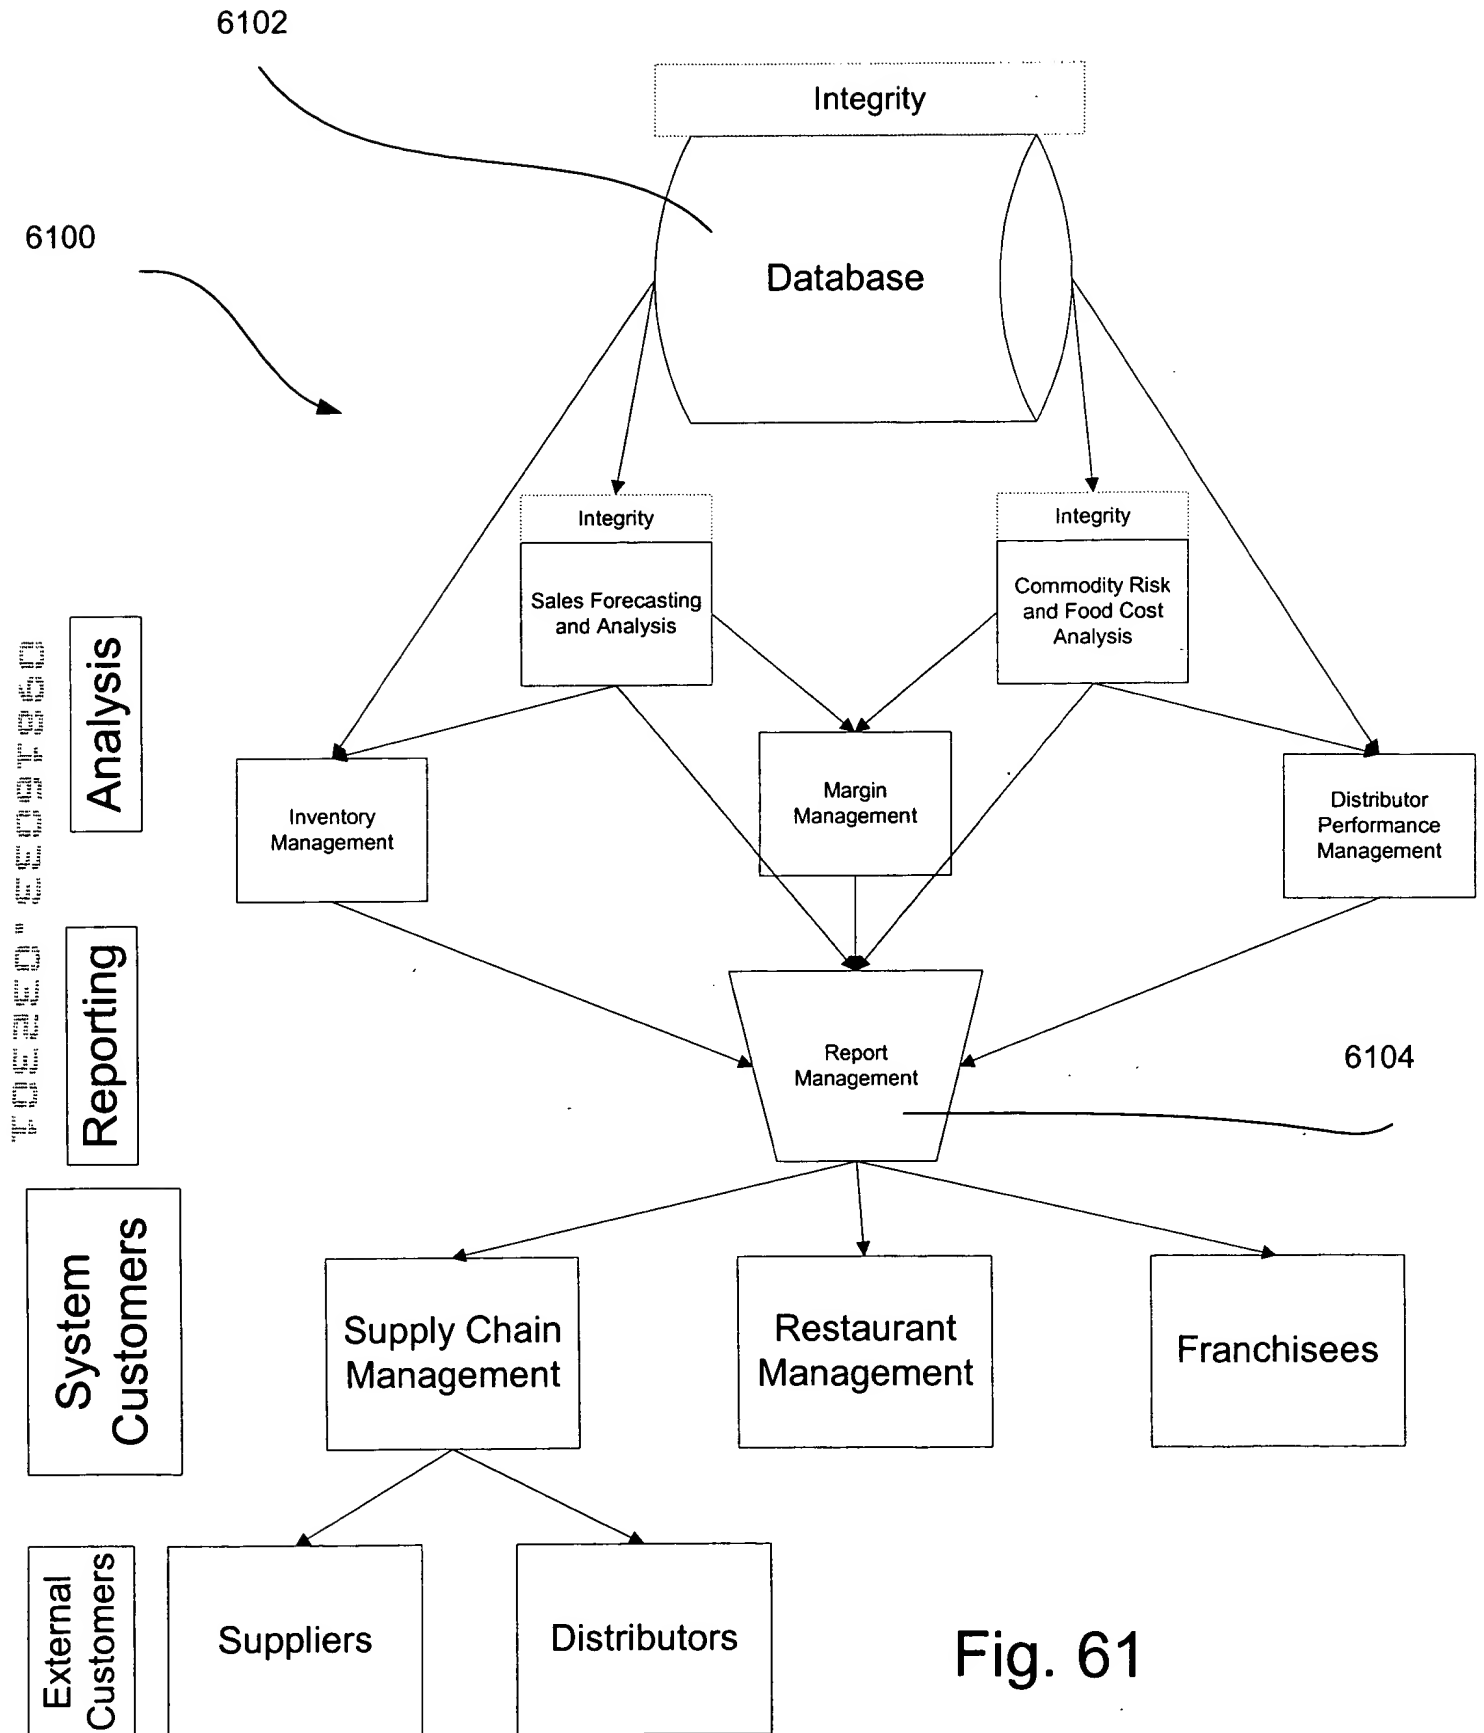 6102
Integrity
6100
Database
Integrity
Integrity
Sales Forecasting
and Analysis
Commodity Risk
and Food Cost
Analysis
Analysis
Inventory
Management
Margin
Management
Distributor
Performance
Management
Reporting
Report
Management
6104
System
Customers
Supply Chain
Management
Restaurant
Management
Franchisees
External
Customers
Suppliers
Distributors
Fig. 61